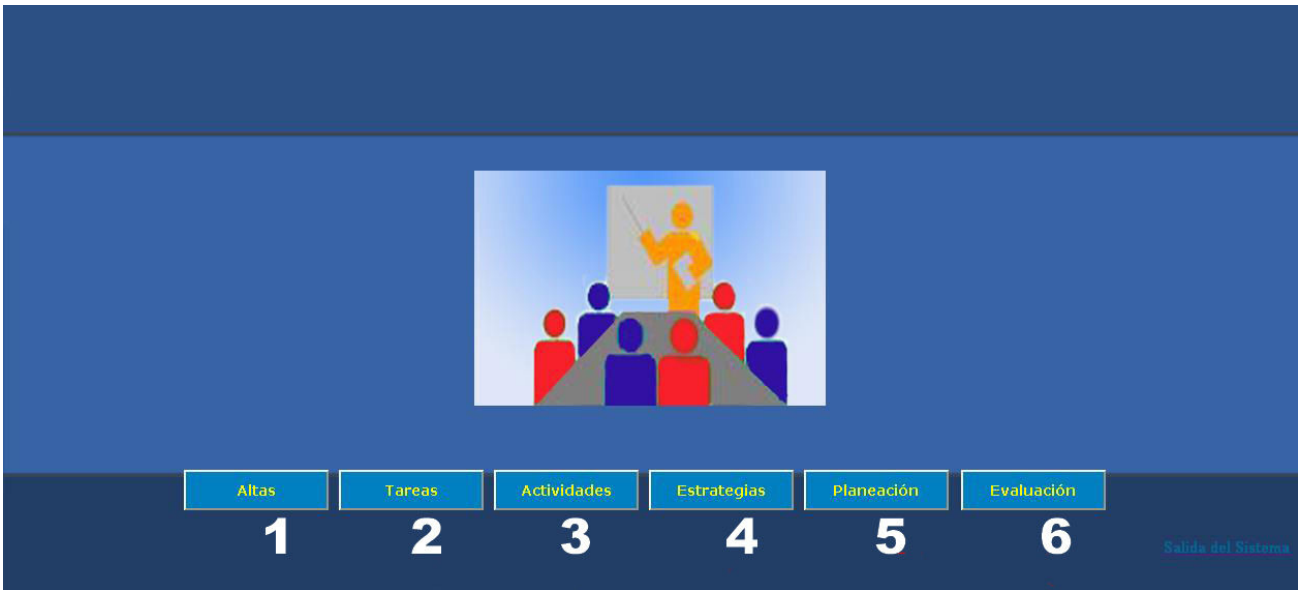 Altas Tareas Actividades Estrategias Planeación Evaluación
1 2 3 4 5 6
Salida del Sistema